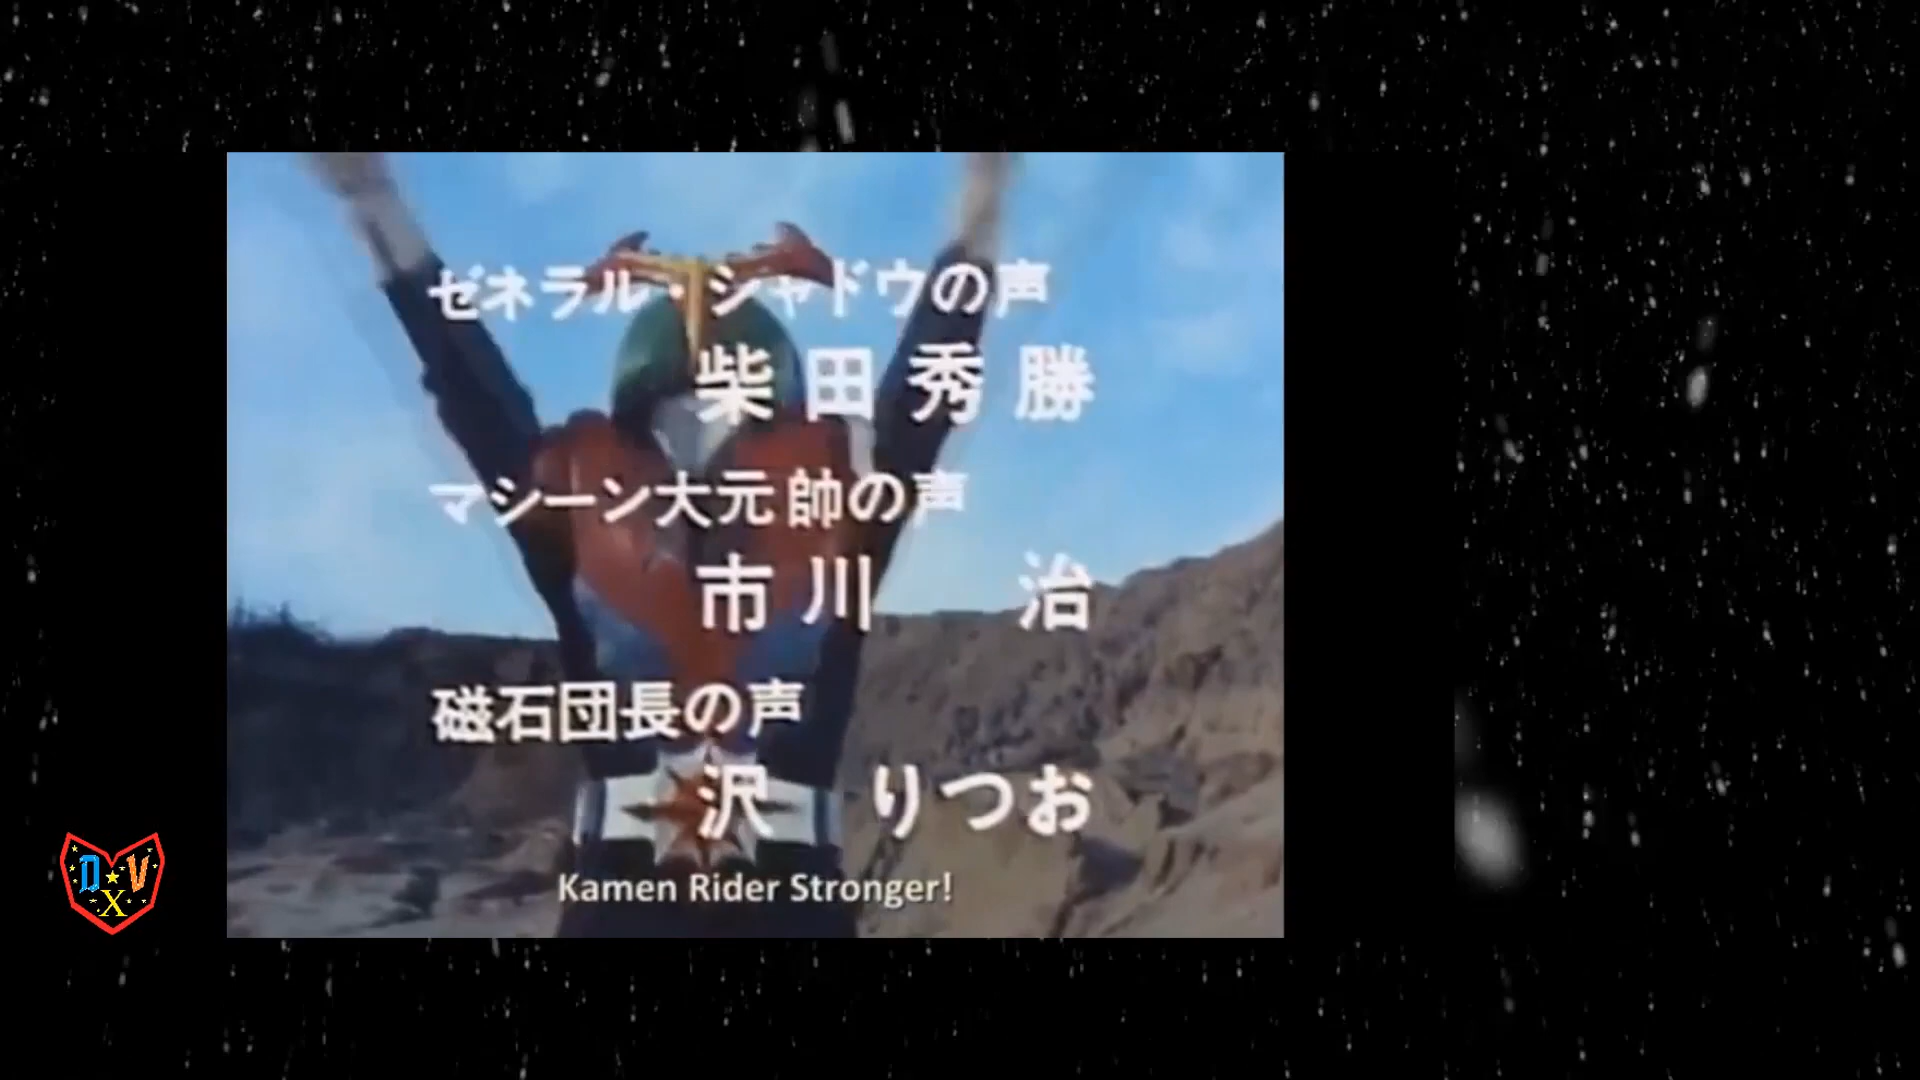 ゼネラル・シャドウの声
柴田秀勝
マシーン大元帥の声
市川　治
磁石団長の声
沢　りつお
Kamen Rider Stronger!
D V
X